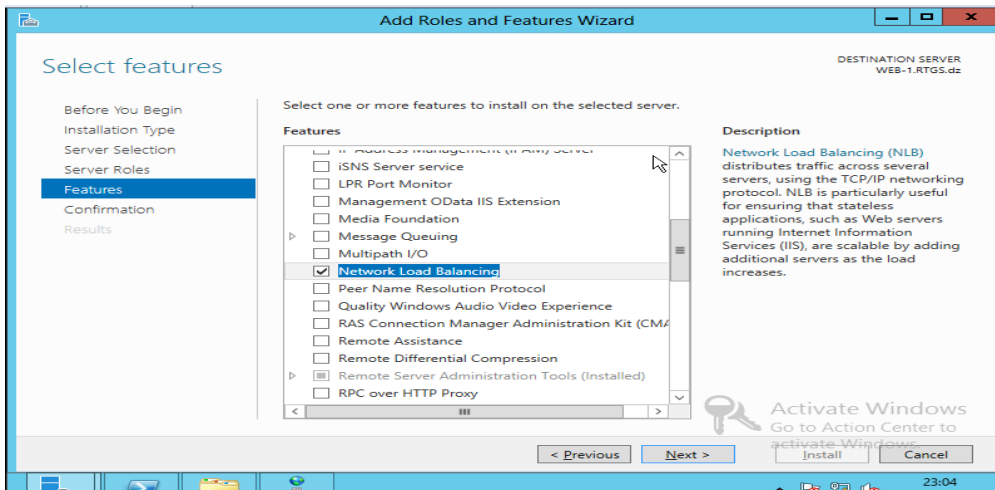 Add Roles and Features Wizard
Select features
DESTINATION SERVER
WEB-1.RTGS.dz
Before You Begin
Installation Type
Server Selection
Server Roles
Features
Confirmation
Results
Select one or more features to install on the selected server.
Features
IP Address Management (IPAM) Server
iSNS Server service
LPR Port Monitor
Management OData IIS Extension
Media Foundation
Message Queuing
Multipath I/O
Network Load Balancing
Peer Name Resolution Protocol
Quality Windows Audio Video Experience
RAS Connection Manager Administration Kit (CMA
Remote Assistance
Remote Differential Compression
Remote Server Administration Tools (Installed)
RPC over HTTP Proxy
Description
Network Load Balancing (NLB)
distributes traffic across several
servers, using the TCP/IP networking
protocol. NLB is particularly useful
for ensuring that stateless
applications, such as Web servers
running Internet Information
Services (IIS), are scalable by adding
additional servers as the load
increases.
Activate Windows
Go to Action Center to
activate Windows.
< Previous
Next >
Install
Cancel
23:04